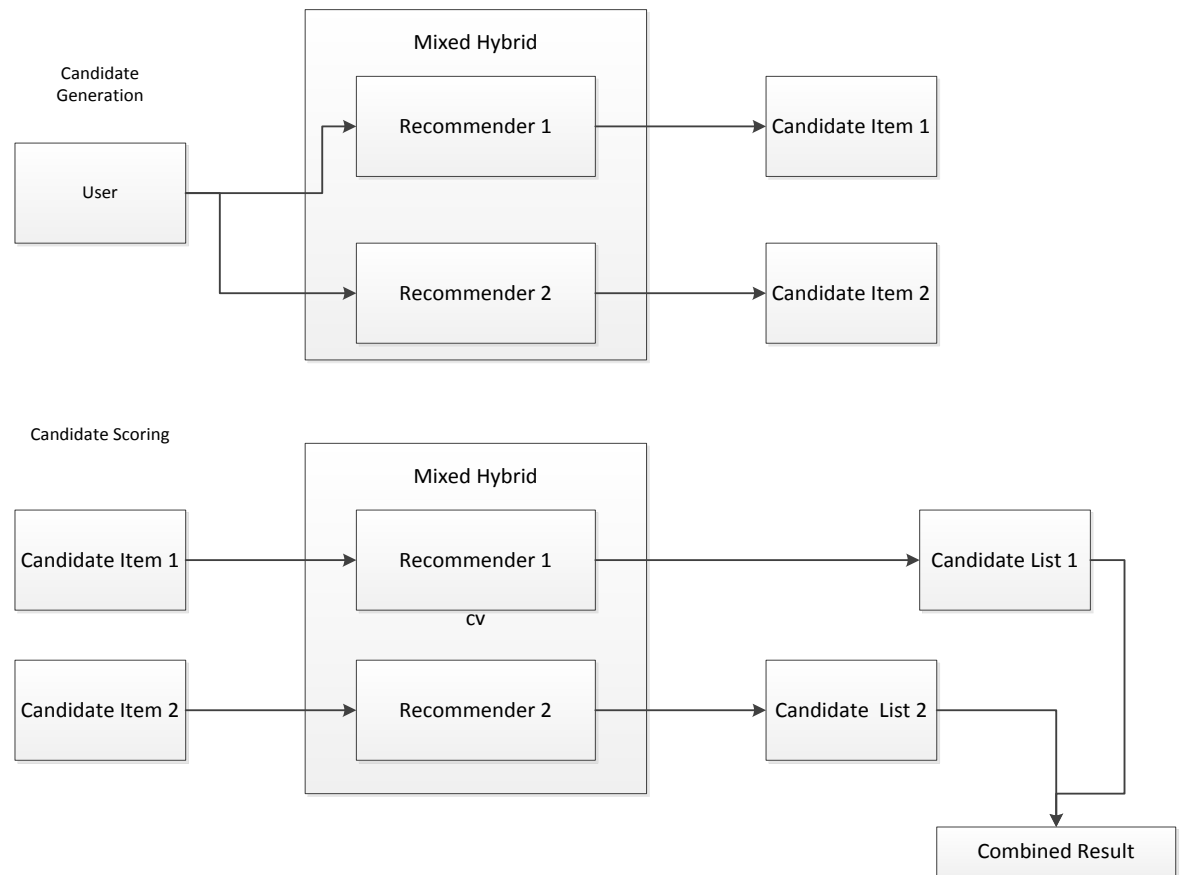 Mixed Hybrid
Candidate
Generation
Recommender 1
Candidate Item 1
User
Recommender 2
Candidate Item 2
Candidate Scoring
Mixed Hybrid
Candidate Item 1
Recommender 1
Candidate List 1
cv
Candidate Item 2
Recommender 2
Candidate List 2
Combined Result